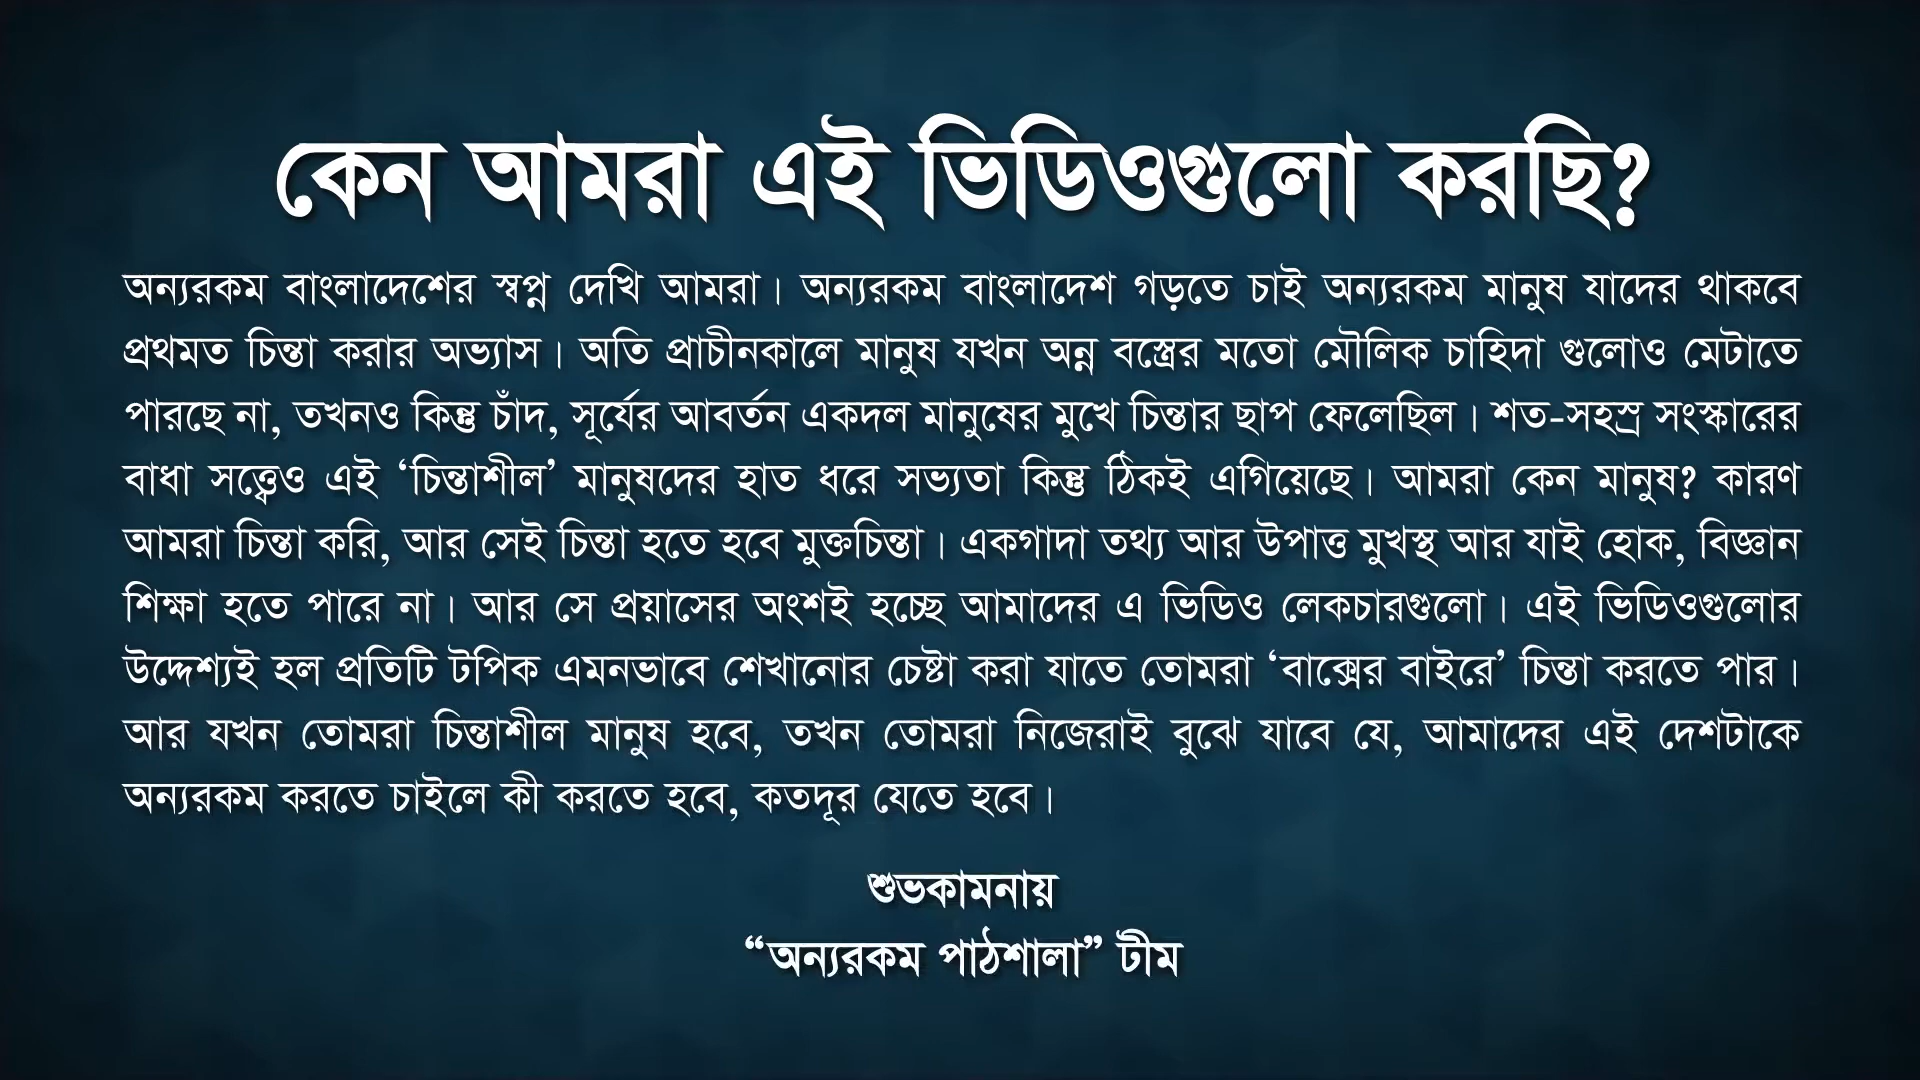 কেন আমরা এই ভিডিওগুলো করছি?
অন্যরকম বাংলাদেশের স্বপ্ন দেখি আমরা। অন্যরকম বাংলাদেশ গড়তে চাই অন্যরকম মানুষ যাদের থাকবে
প্রথমত চিন্তা করার অভ্যাস। অতি প্রাচীনকালে মানুষ যখন অন্ন বস্ত্রের মতো মৌলিক চাহিদা গুলোও মেটাতে
পারছে না, তখনও কিন্তু চাঁদ, সূর্যের আবর্তন একদল মানুষের মুখে চিন্তার ছাপ ফেলেছিল। শত-সহস্র সংস্কারের
বাধা সত্ত্বেও এই ‘চিন্তাশীল’ মানুষদের হাত ধরে সভ্যতা কিন্তু ঠিকই এগিয়েছে। আমরা কেন মানুষ? কারণ
আমরা চিন্তা করি, আর সেই চিন্তা হতে হবে মুক্তচিন্তা। একগাদা তথ্য আর উপাত্ত মুখস্থ আর যাই হোক, বিজ্ঞান
শিক্ষা হতে পারে না। আর সে প্রয়াসের অংশই হচ্ছে আমাদের এ ভিডিও লেকচারগুলো। এই ভিডিওগুলোর
উদ্দেশ্যই হল প্রতিটি টপিক এমনভাবে শেখানোর চেষ্টা করা যাতে তোমরা ‘বাক্সের বাইরে’ চিন্তা করতে পার।
আর যখন তোমরা চিন্তাশীল মানুষ হবে, তখন তোমরা নিজেরাই বুঝে যাবে যে, আমাদের এই দেশটাকে
অন্যরকম করতে চাইলে কী করতে হবে, কতদূর যেতে হবে।
শুভকামনায়
“অন্যরকম পাঠশালা” টীম